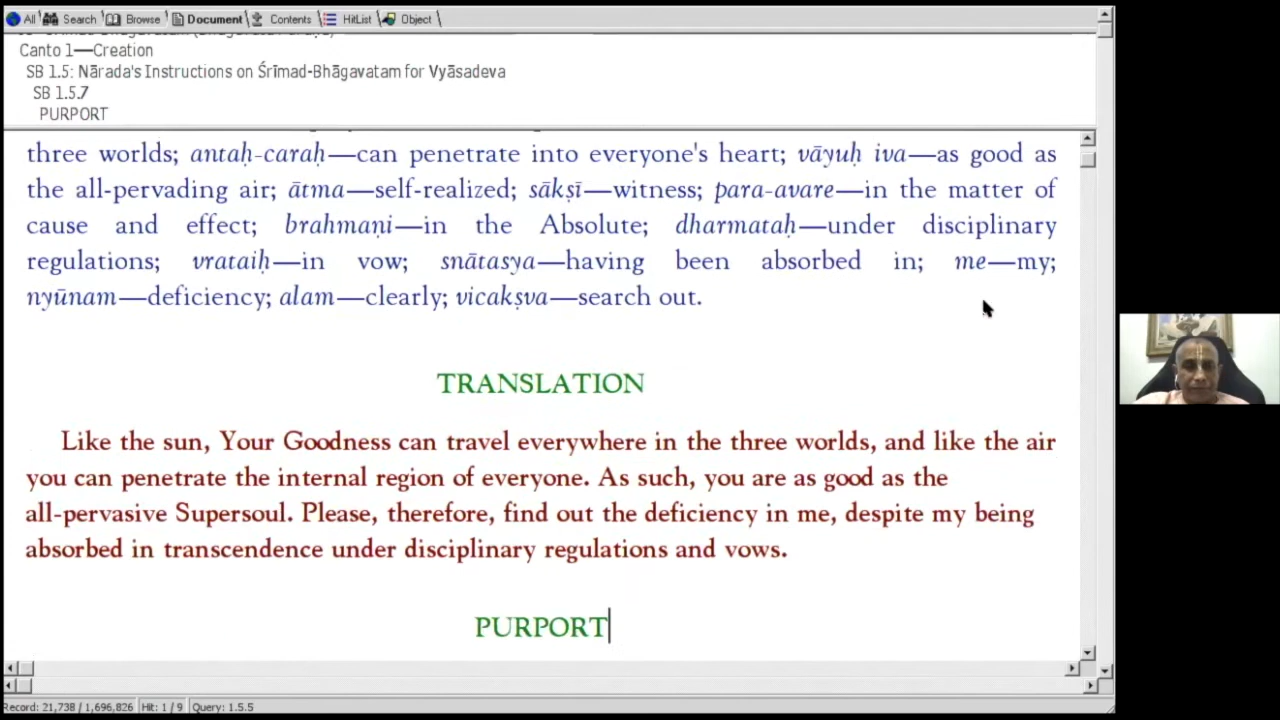 All Search Browse Document Contents HitList Object
Canto 1—Creation
SB 1.5: Nārada's Instructions on Śrīmad-Bhāgavatam for Vyāsadeva
SB 1.5.7
PURPORT
three worlds; antaḥ-caraḥ—can penetrate into everyone's heart; vāyuḥ iva—as good as
the all-pervading air; ātma—self-realized; sākṣī—witness; para-avare—in the matter of
cause and effect; brahmaṇi—in the Absolute; dharmataḥ—under disciplinary
regulations; vrataiḥ—in vow; snātasya—having been absorbed in; me—my;
nyūnam—deficiency; alam—clearly; vicakṣva—search out.
TRANSLATION
Like the sun, Your Goodness can travel everywhere in the three worlds, and like the air
you can penetrate the internal region of everyone. As such, you are as good as the
all-pervasive Supersoul. Please, therefore, find out the deficiency in me, despite my being
absorbed in transcendence under disciplinary regulations and vows.
PURPORT
Record: 21,738 / 1,696,826 Hit: 1 / 9 Query: 1.5.5